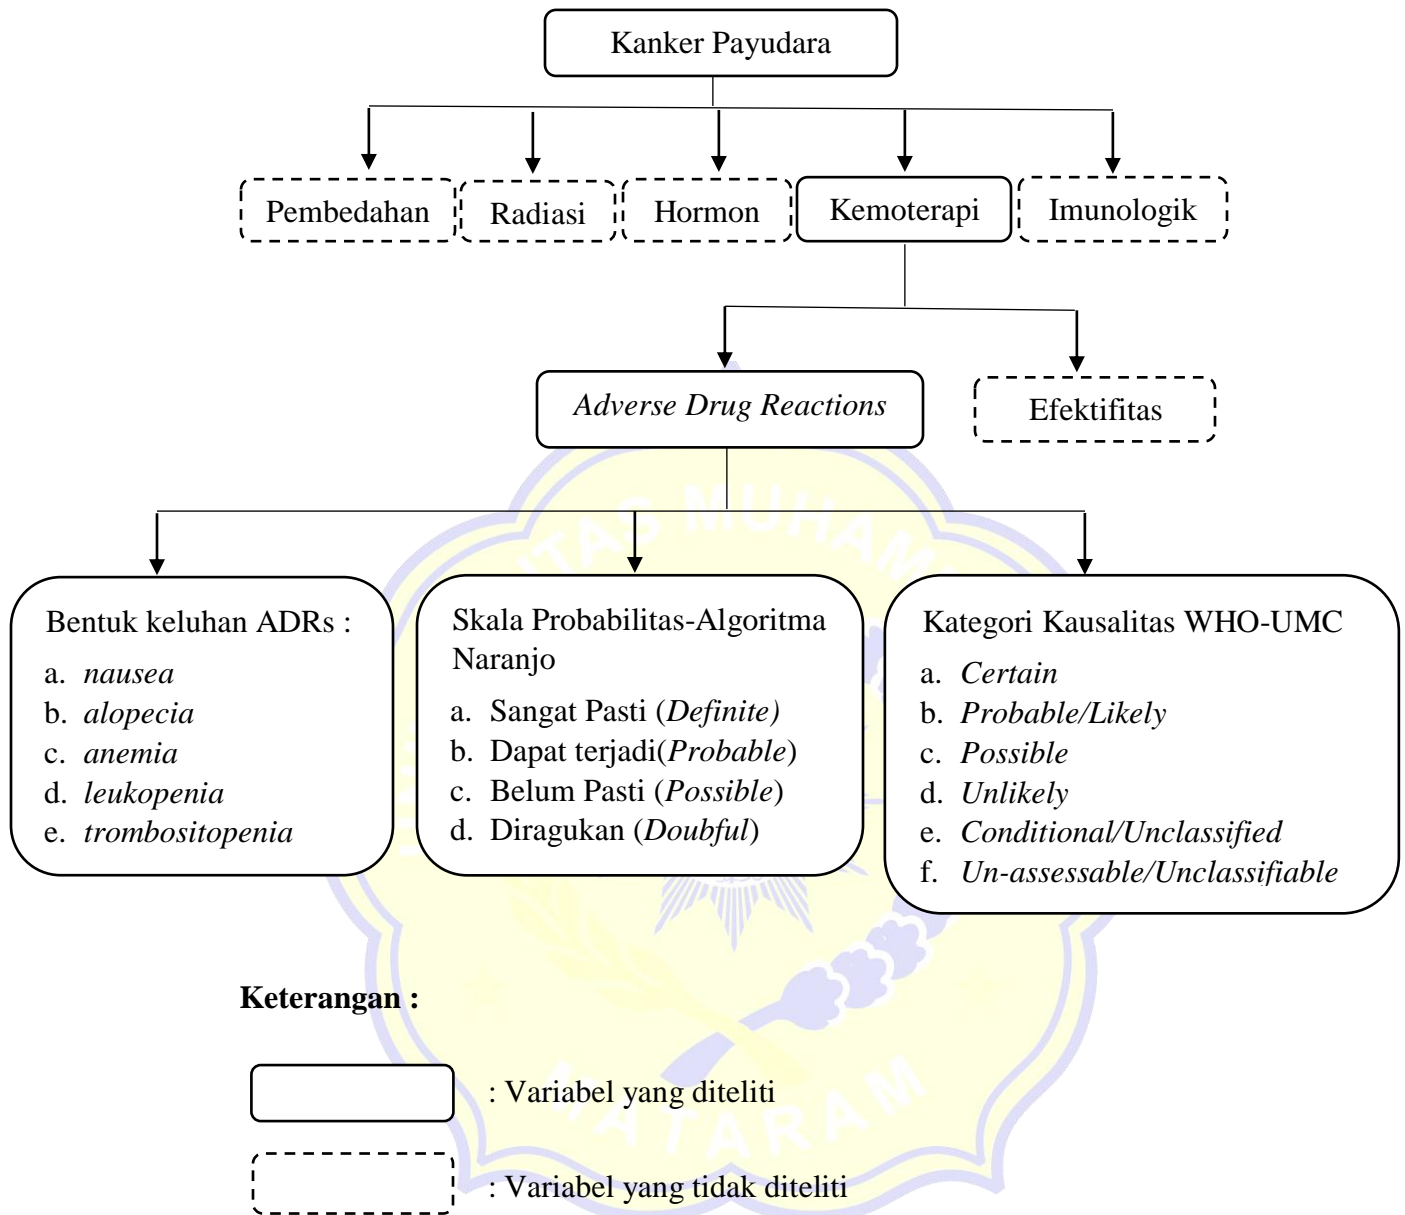 Kanker Payudara
Pembedahan
Radiasi
Hormon
Kemoterapi
Imunologik
Adverse Drug Reactions
Efektifitas
Bentuk keluhan ADRs :
a. nausea
b. alopecia
c. anemia
d. leukopenia
e. trombositopenia
Skala Probabilitas-Algoritma
Naranjo
a. Sangat Pasti (Definite)
b. Dapat terjadi(Probable)
c. Belum Pasti (Possible)
d. Diragukan (Doubful)
Kategori Kausalitas WHO-UMC
a. Certain
b. Probable/Likely
c. Possible
d. Unlikely
e. Conditional/Unclassified
f. Un-assessable/Unclassifiable
Keterangan :
: Variabel yang diteliti
: Variabel yang tidak diteliti
MATARAM